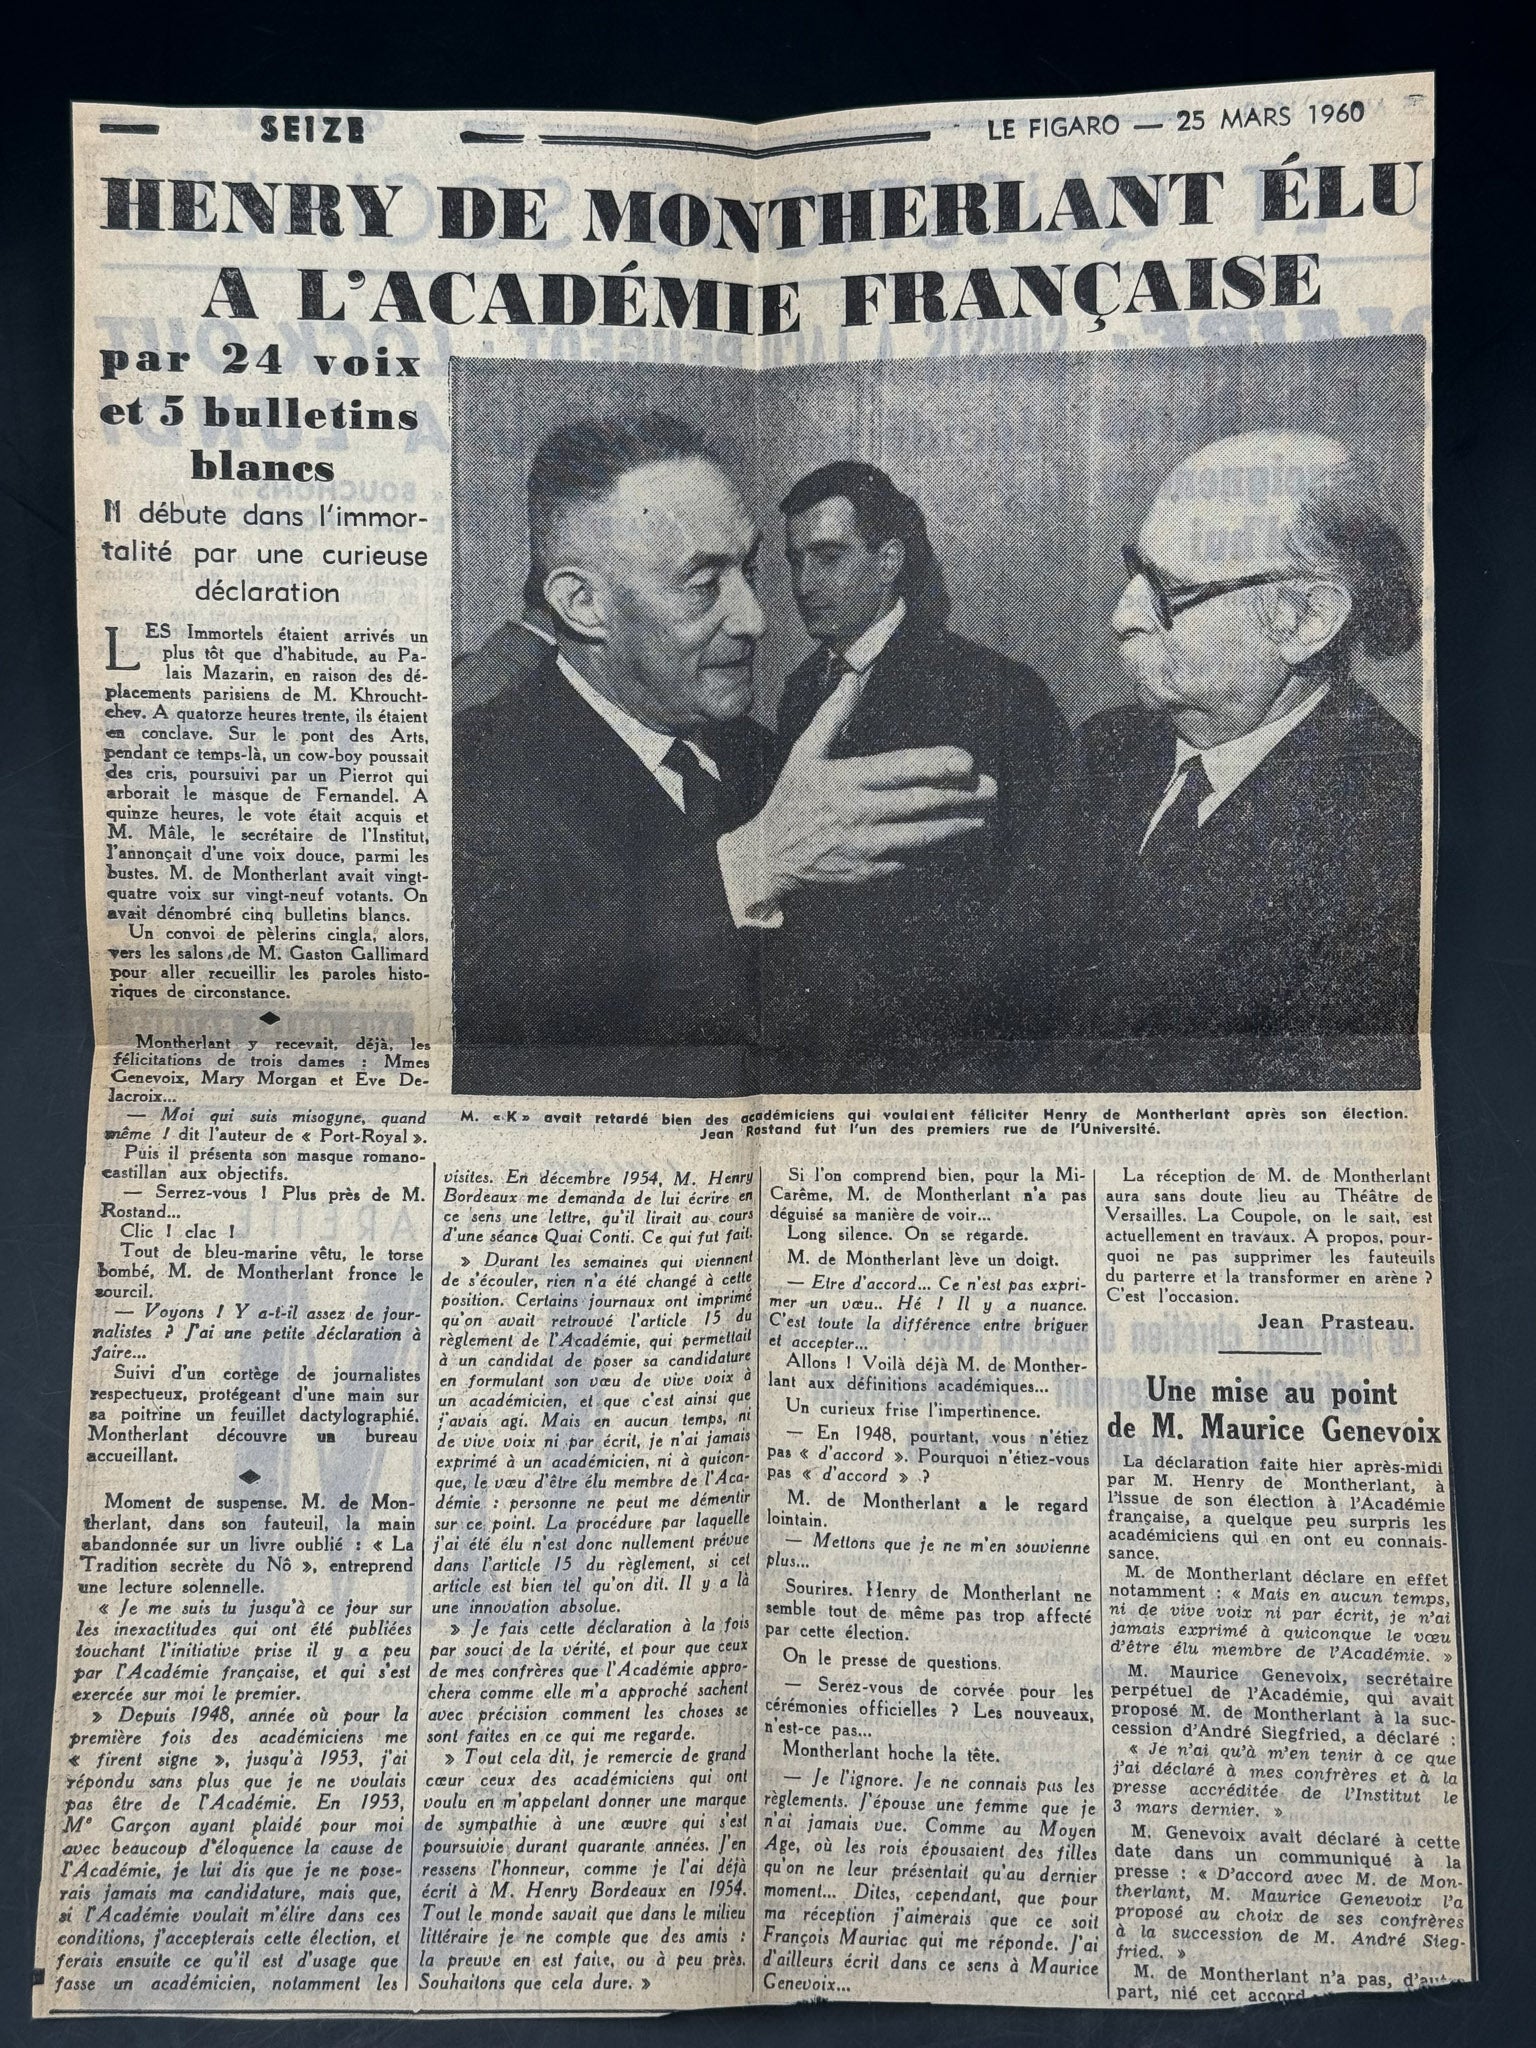 SEIZE
LE FIGARO — 25 MARS 1960
HENRY DE MONTHERLANT ÉLU
A L'ACADÉMIE FRANÇAISE
par 24 voix
et 5 bulletins
blancs
Il débute dans l'immor-
talité par une curieuse
déclaration
LES Immortels étaient arrivés un
plus tôt que d'habitude, au Pa-
lais Mazarin, en raison des dé-
placements parisiens de M. Khroucht-
chev. A quatorze heures trente, ils étaient
en conclave. Sur le pont des Arts,
pendant ce temps-là, un cow-boy poussait
des cris, poursuivi par un Pierrot qui
arborait le masque de Fernandel. A
quinze heures, le vote était acquis et
M. Mâle, le secrétaire de l'Institut,
l'annonçait d'une voix douce, parmi les
bustes. M. de Montherlant avait vingt-
quatre voix sur vingt-neuf votants. On
avait dénombré cinq bulletins blancs.
Un convoi de pèlerins cingla, alors,
vers les salons de M. Gaston Gallimard
pour aller recueillir les paroles histo-
riques de circonstance.
Montherlant y recevait, déjà, les
félicitations de trois dames : Mmes
Genevoix, Mary Morgan et Eve De-
lacroix...
— Moi qui suis misogyne, quand
même ! dit l'auteur de « Port-Royal ».
Puis il présenta son masque romano-
castillan aux objectifs.
— Serrez-vous ! Plus près de M.
Rostand...
Clic ! clac !
Tout de bleu-marine vêtu, le torse
bombé, M. de Montherlant fronce le
sourcil.
— Voyons ! Y a-t-il assez de jour-
nalistes ? J'ai une petite déclaration à
faire...
Suivi d'un cortège de journalistes
respectueux, protégeant d'une main sur
sa poitrine un feuillet dactylographié,
Montherlant découvre un bureau
accueillant.
Moment de suspense. M. de Mon-
therlant, dans son fauteuil, la main
abandonnée sur un livre oublié : « La
Tradition secrète du Nô », entreprend
une lecture solennelle.
« Je me suis tu jusqu'à ce jour sur
les inexactitudes qui ont été publiées
touchant l'initiative prise il y a peu
par l'Académie française, et qui s'est
exercée sur moi le premier.
» Depuis 1948, année où pour la
première fois des académiciens me
« firent signe », jusqu'à 1953, j'ai
répondu sans plus que je ne voulais
pas être de l'Académie. En 1953,
Me Garçon ayant plaidé pour moi
avec beaucoup d'éloquence la cause de
l'Académie, je lui dis que je ne pose-
rais jamais ma candidature, mais que,
si l'Académie voulait m'élire dans ces
conditions, j'accepterais cette élection, et
ferais ensuite ce qu'il est d'usage que
fasse un académicien, notamment les
M. « K » avait retardé bien des académiciens qui voulaient féliciter Henry de Montherlant après son élection.
Jean Rostand fut l'un des premiers rue de l'Université.
visites. En décembre 1954, M. Henry
Bordeaux me demanda de lui écrire en
ce sens une lettre, qu'il lirait au cours
d'une séance Quai Conti. Ce qui fut fait.
» Durant les semaines qui viennent
de s'écouler, rien n'a été changé à cette
position. Certains journaux ont imprimé
qu'on avait retrouvé l'article 15 du
règlement de l'Académie, qui permettait
à un candidat de poser sa candidature
en formulant son vœu de vive voix à
un académicien, et que c'est ainsi que
j'avais agi. Mais en aucun temps, ni
de vive voix ni par écrit, je n'ai jamais
exprimé à un académicien, ni à quicon-
que, le vœu d'être élu membre de l'Aca-
démie : personne ne peut me démentir
sur ce point. La procédure par laquelle
j'ai été élu n'est donc nullement prévue
dans l'article 15 du règlement, si cet
article est bien tel qu'on dit. Il y a là
une innovation absolue.
» Je fais cette déclaration à la fois
par souci de la vérité, et pour que ceux
de mes confrères que l'Académie appro-
chera comme elle m'a approché sachent
avec précision comment les choses se
sont faites en ce qui me regarde.
» Tout cela dit, je remercie de grand
cœur ceux des académiciens qui ont
voulu en m'appelant donner une marque
de sympathie à une œuvre qui s'est
poursuivie durant quarante années. J'en
ressens l'honneur, comme je l'ai déjà
écrit à M. Henry Bordeaux en 1954.
Tout le monde savait que dans le milieu
littéraire je ne compte que des amis :
la preuve en est faite, ou à peu près.
Souhaitons que cela dure. »
Si l'on comprend bien, pour la Mi-
Carême, M. de Montherlant n'a pas
déguisé sa manière de voir...
Long silence. On se regarde.
M. de Montherlant lève un doigt.
— Etre d'accord... Ce n'est pas expri-
mer un vœu.. Hé ! Il y a nuance.
C'est toute la différence entre briguer
et accepter...
Allons ! Voilà déjà M. de Monther-
lant aux définitions académiques...
Un curieux frise l'impertinence.
— En 1948, pourtant, vous n'étiez
pas « d'accord ». Pourquoi n'étiez-vous
pas « d'accord » ?
M. de Montherlant a le regard
lointain.
— Mettons que je ne m'en souvienne
plus...
Sourires. Henry de Montherlant ne
semble tout de même pas trop affecté
par cette élection.
On le presse de questions.
— Serez-vous de corvée pour les
cérémonies officielles ? Les nouveaux,
n'est-ce pas...
Montherlant hoche la tête.
— Je l'ignore. Je ne connais pas les
règlements. J'épouse une femme que je
n'ai jamais vue. Comme au Moyen
Age, où les rois épousaient des filles
qu'on ne leur présentait qu'au dernier
moment... Dites, cependant, que pour
ma réception j'aimerais que ce soit
François Mauriac qui me réponde. J'ai
d'ailleurs écrit dans ce sens à Maurice
Genevoix...
La réception de M. de Montherlant
aura sans doute lieu au Théâtre de
Versailles. La Coupole, on le sait, est
actuellement en travaux. A propos, pour-
quoi ne pas supprimer les fauteuils
du parterre et la transformer en arène ?
C'est l'occasion.
Jean Prasteau.
Une mise au point
de M. Maurice Genevoix
La déclaration faite hier après-midi
par M. Henry de Montherlant, à
l'issue de son élection à l'Académie
française, a quelque peu surpris les
académiciens qui en ont eu connais-
sance.
M. de Montherlant déclare en effet
notamment : « Mais en aucun temps,
ni de vive voix ni par écrit, je n'ai
jamais exprimé à quiconque le vœu
d'être élu membre de l'Académie. »
M. Maurice Genevoix, secrétaire
perpétuel de l'Académie, qui avait
proposé M. de Montherlant à la suc-
cession d'André Siegfried, a déclaré :
« Je n'ai qu'à m'en tenir à ce que
j'ai déclaré à mes confrères et à la
presse accréditée de l'Institut le
3 mars dernier. »
M. Genevoix avait déclaré à cette
date dans un communiqué à la
presse : « D'accord avec M. de Mon-
therlant, M. Maurice Genevoix l'a
proposé au choix de ses confrères
à la succession de M. André Sieg-
fried. »
M. de Montherlant n'a pas, d'autre
part, nié cet accord